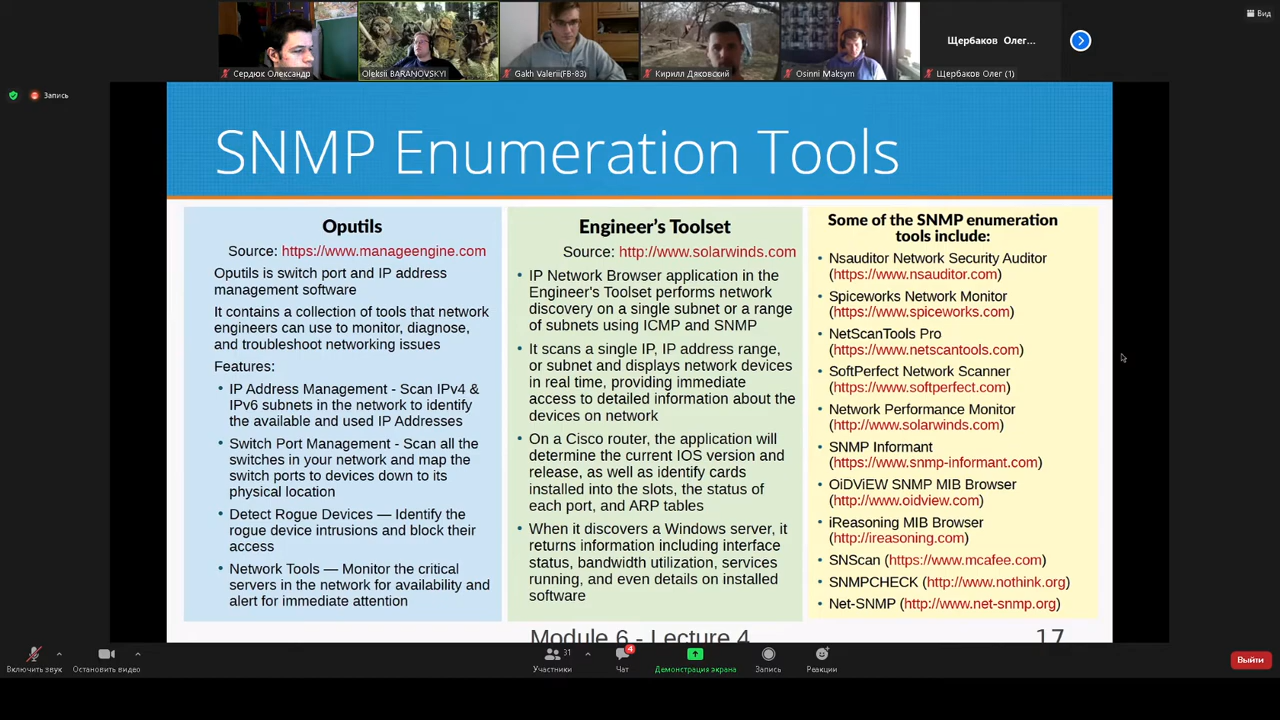 Сердюк Олександр
Oleksii BARANOVSKYI
Gakh Valerii(FB-83)
Кирилл Дяковский
Osinni Maksym
Щербаков Олег...
Щербаков Олег (1)
Вид
Запись
SNMP Enumeration Tools
Oputils
Source: https://www.manageengine.com
Oputils is switch port and IP address
management software
It contains a collection of tools that network
engineers can use to monitor, diagnose,
and troubleshoot networking issues
Features:
• IP Address Management - Scan IPv4 &
IPv6 subnets in the network to identify
the available and used IP Addresses
• Switch Port Management - Scan all the
switches in your network and map the
switch ports to devices down to its
physical location
• Detect Rogue Devices — Identify the
rogue device intrusions and block their
access
• Network Tools — Monitor the critical
servers in the network for availability and
alert for immediate attention
Engineer's Toolset
Source: http://www.solarwinds.com
• IP Network Browser application in the
Engineer's Toolset performs network
discovery on a single subnet or a range
of subnets using ICMP and SNMP
• It scans a single IP, IP address range,
or subnet and displays network devices
in real time, providing immediate
access to detailed information about the
devices on network
• On a Cisco router, the application will
determine the current IOS version and
release, as well as identify cards
installed into the slots, the status of
each port, and ARP tables
• When it discovers a Windows server, it
returns information including interface
status, bandwidth utilization, services
running, and even details on installed
software
Some of the SNMP enumeration
tools include:
• Nsauditor Network Security Auditor
(https://www.nsauditor.com)
• Spiceworks Network Monitor
(https://www.spiceworks.com)
• NetScanTools Pro
(https://www.netscantools.com)
• SoftPerfect Network Scanner
(https://www.softperfect.com)
• Network Performance Monitor
(http://www.solarwinds.com)
• SNMP Informant
(https://www.snmp-informant.com)
• OiDViEW SNMP MIB Browser
(http://www.oidview.com)
• iReasoning MIB Browser
(http://ireasoning.com)
• SNScan (https://www.mcafee.com)
• SNMPCHECK (http://www.nothink.org)
• Net-SNMP (http://www.net-snmp.org)
Module 6 - Lecture 4
17
Включить звук
Остановить видео
31
Участники
4
Чат
Демонстрация экрана
Запись
Реакции
Выйти